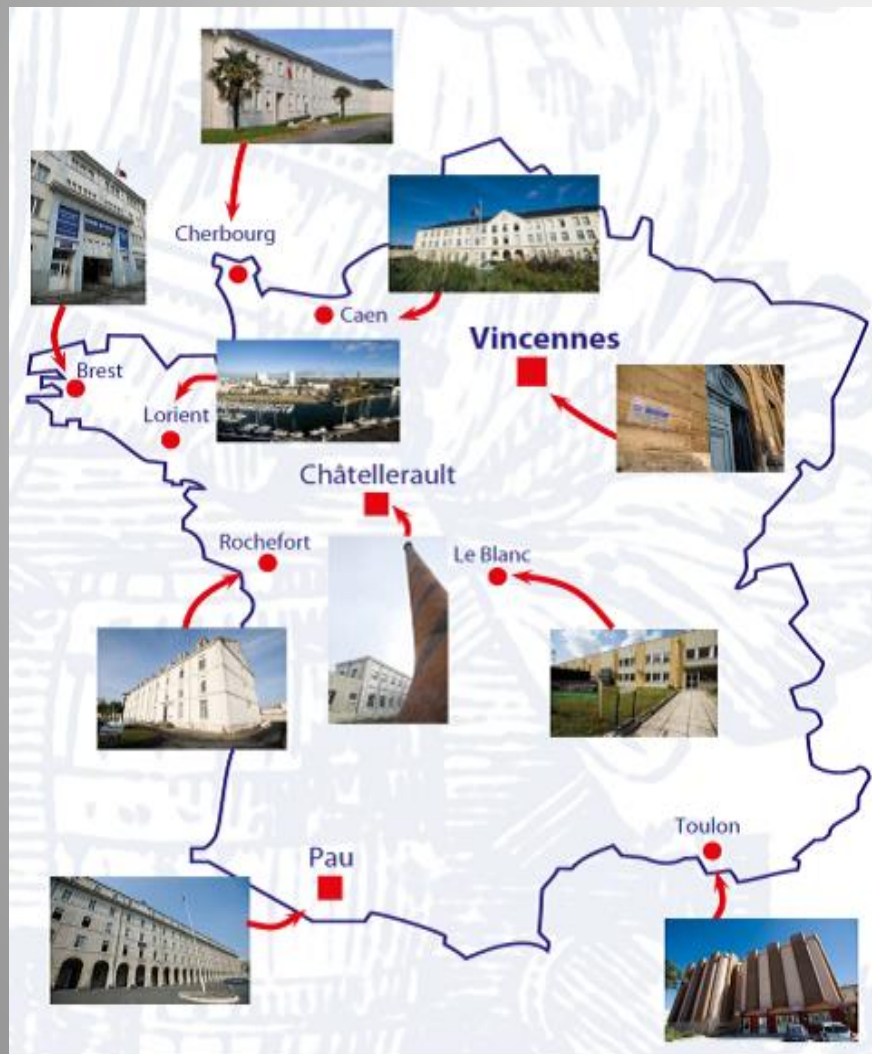 Cherbourg
Caen
Vincennes
Brest
Lorient
Châtellerault
Rochefort
Le Blanc
Toulon
Pau